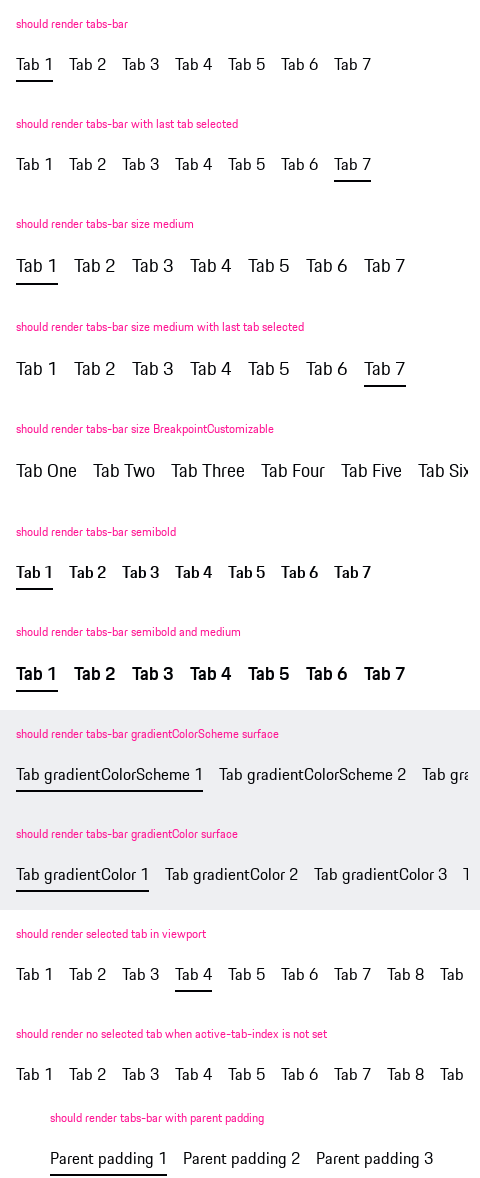 should render tabs-bar
Tab 1 Tab 2 Tab 3 Tab 4 Tab 5 Tab 6 Tab 7
should render tabs-bar with last tab selected
Tab 1 Tab 2 Tab 3 Tab 4 Tab 5 Tab 6 Tab 7
should render tabs-bar size medium
Tab 1 Tab 2 Tab 3 Tab 4 Tab 5 Tab 6 Tab 7
should render tabs-bar size medium with last tab selected
Tab 1 Tab 2 Tab 3 Tab 4 Tab 5 Tab 6 Tab 7
should render tabs-bar size BreakpointCustomizable
Tab One Tab Two Tab Three Tab Four Tab Five Tab Six
should render tabs-bar semibold
Tab 1 Tab 2 Tab 3 Tab 4 Tab 5 Tab 6 Tab 7
should render tabs-bar semibold and medium
Tab 1 Tab 2 Tab 3 Tab 4 Tab 5 Tab 6 Tab 7
should render tabs-bar gradientColorScheme surface
Tab gradientColorScheme 1 Tab gradientColorScheme 2 Tab gra
should render tabs-bar gradientColor surface
Tab gradientColor 1 Tab gradientColor 2 Tab gradientColor 3 T
should render selected tab in viewport
Tab 1 Tab 2 Tab 3 Tab 4 Tab 5 Tab 6 Tab 7 Tab 8 Tab
should render no selected tab when active-tab-index is not set
Tab 1 Tab 2 Tab 3 Tab 4 Tab 5 Tab 6 Tab 7 Tab 8 Tab
should render tabs-bar with parent padding
Parent padding 1 Parent padding 2 Parent padding 3